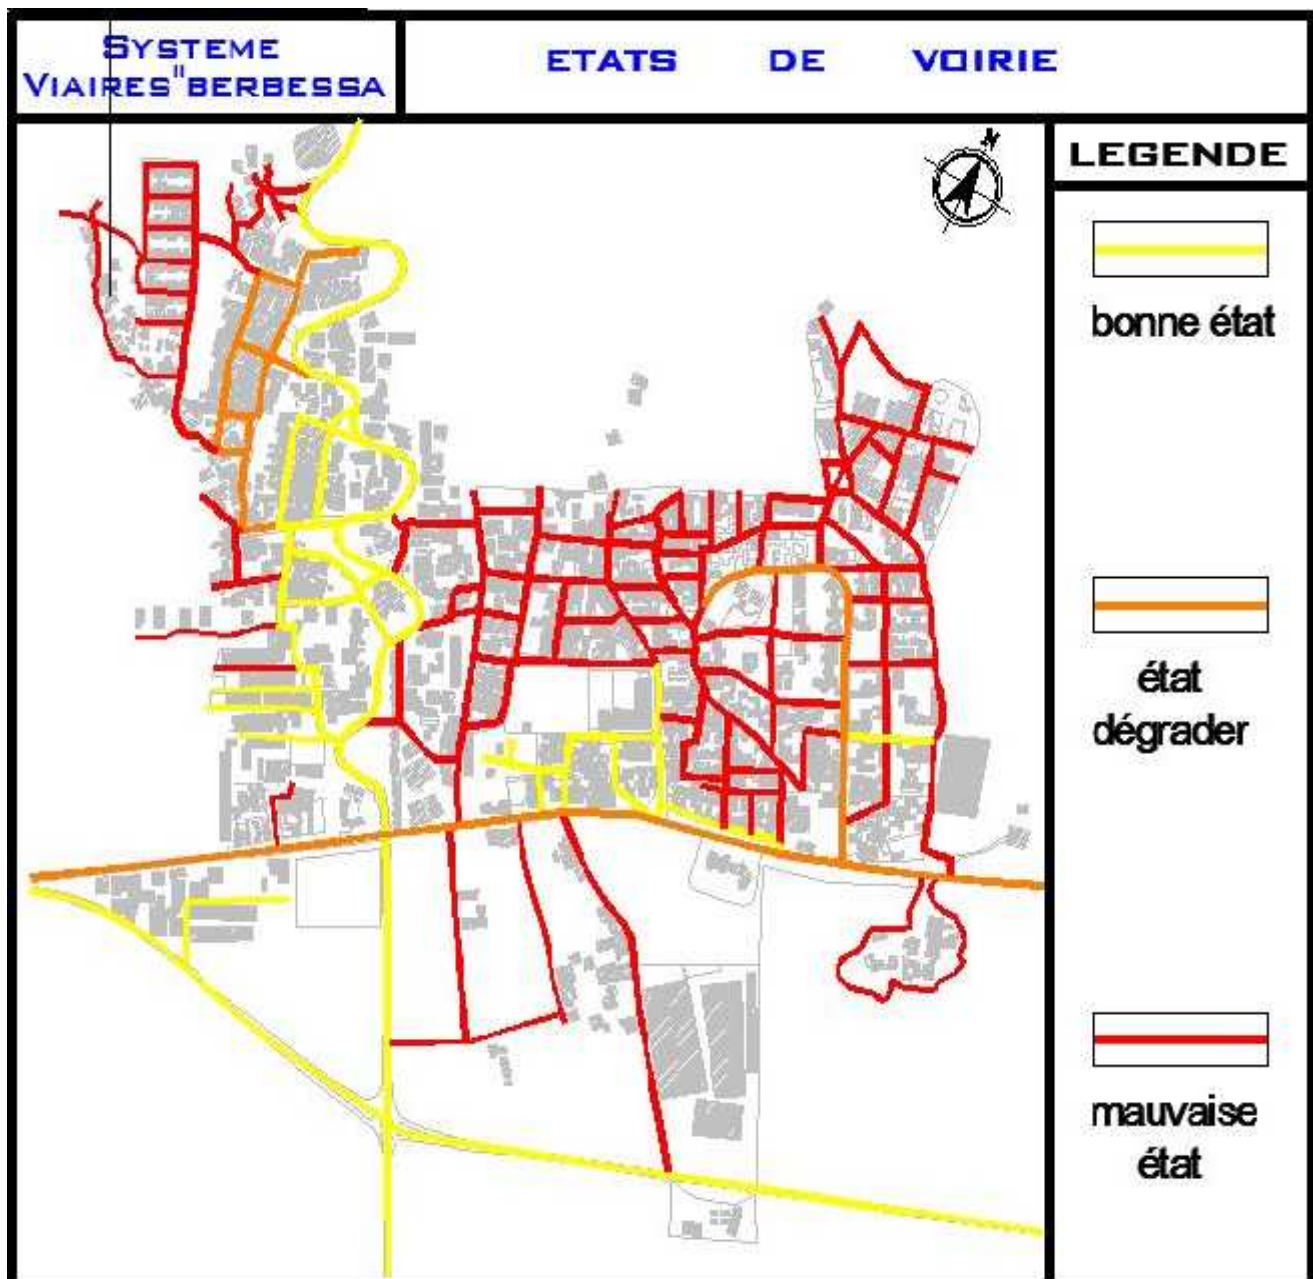 SYSTEME
VIAIRES"BERBESSA
ETATS DE VOIRIE
N
LEGENDE
bonne état
état
dégrader
mauvaise
état